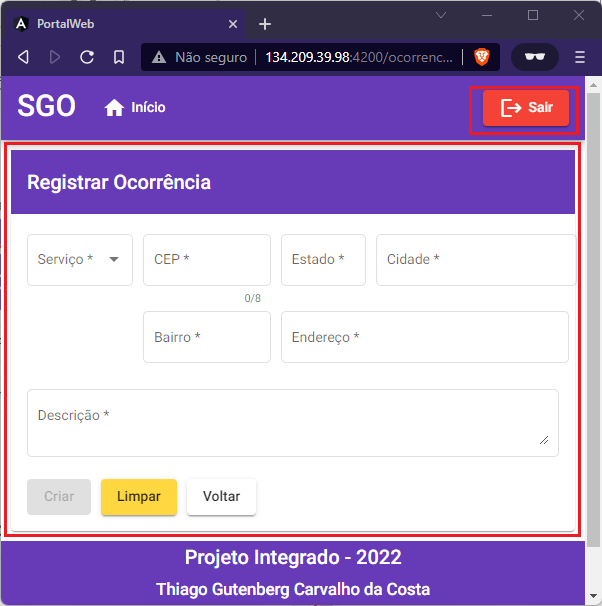 PortalWeb
Não seguro 134.209.39.98:4200/ocorrenc...
SGO Início Sair
Registrar Ocorrência
Serviço * CEP * Estado * Cidade *
0/8
Bairro * Endereço *
Descrição *
Criar Limpar Voltar
Projeto Integrado - 2022
Thiago Gutenberg Carvalho da Costa